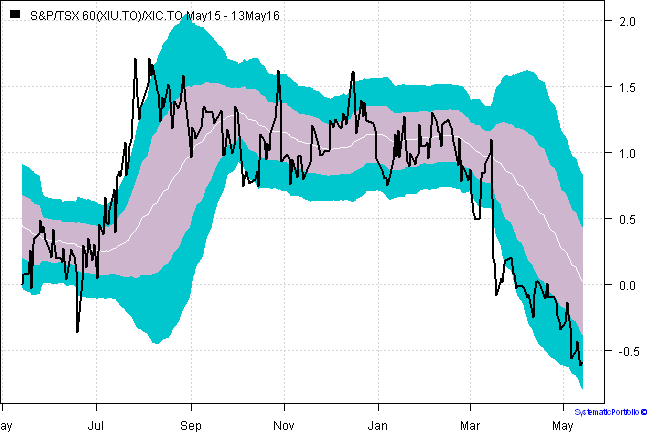 S&P/TSX 60(XIU.TO)/XIC.TO May15 - 13May16
2.0
1.5
1.0
0.5
0.0
-0.5
ay Jul Sep Nov Jan Mar May
SystematicPortfolio ©